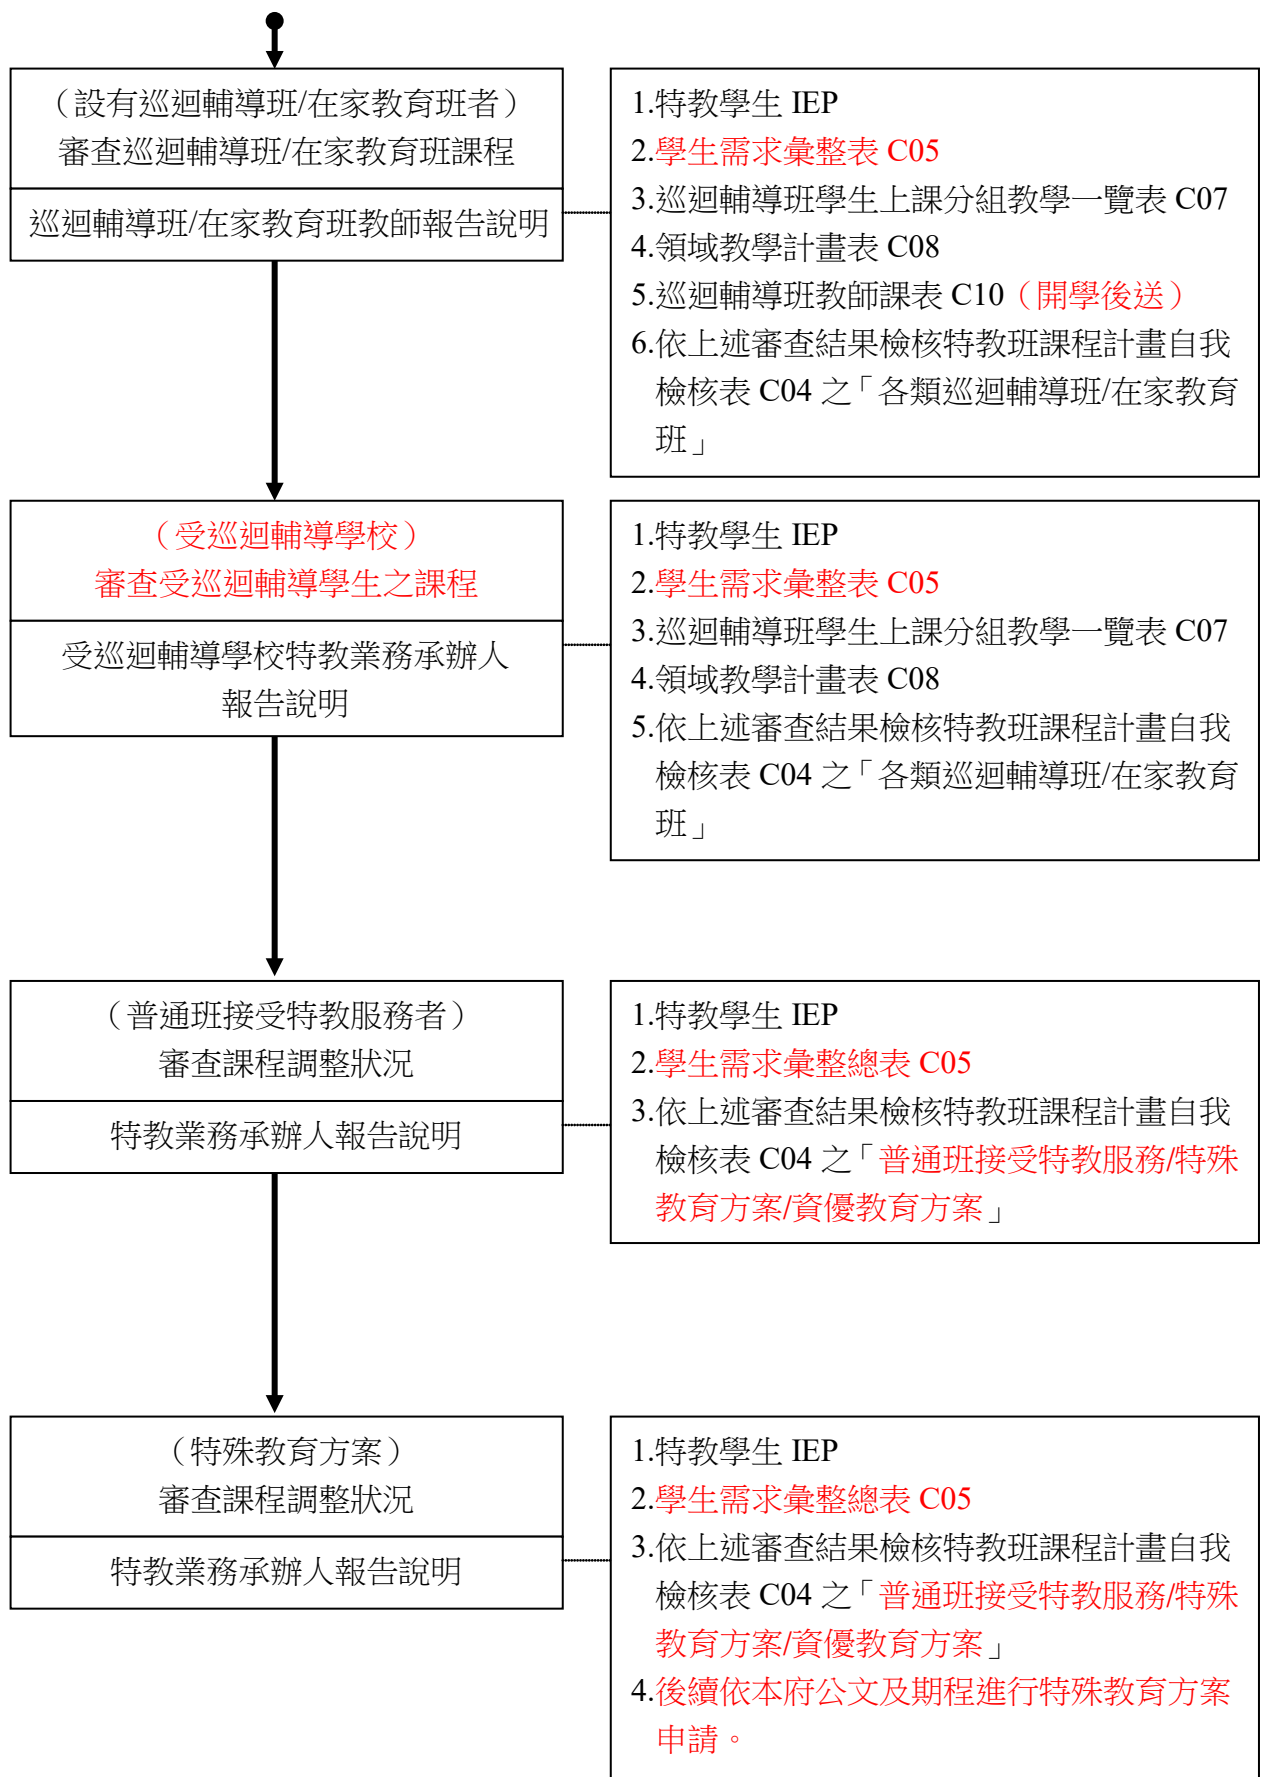 （設有巡迴輔導班/在家教育班者）
審查巡迴輔導班/在家教育班課程
巡迴輔導班/在家教育班教師報告說明
1.特教學生 IEP
2.學生需求彙整表 C05
3.巡迴輔導班學生上課分組教學一覽表 C07
4.領域教學計畫表 C08
5.巡迴輔導班教師課表 C10（開學後送）
6.依上述審查結果檢核特教班課程計畫自我
檢核表 C04 之「各類巡迴輔導班/在家教育
班」
（受巡迴輔導學校）
審查受巡迴輔導學生之課程
受巡迴輔導學校特教業務承辦人
報告說明
1.特教學生 IEP
2.學生需求彙整表 C05
3.巡迴輔導班學生上課分組教學一覽表 C07
4.領域教學計畫表 C08
5.依上述審查結果檢核特教班課程計畫自我
檢核表 C04 之「各類巡迴輔導班/在家教育
班」
（普通班接受特教服務者）
審查課程調整狀況
特教業務承辦人報告說明
1.特教學生 IEP
2.學生需求彙整總表 C05
3.依上述審查結果檢核特教班課程計畫自我
檢核表 C04 之「普通班接受特教服務/特殊
教育方案/資優教育方案」
（特殊教育方案）
審查課程調整狀況
特教業務承辦人報告說明
1.特教學生 IEP
2.學生需求彙整總表 C05
3.依上述審查結果檢核特教班課程計畫自我
檢核表 C04 之「普通班接受特教服務/特殊
教育方案/資優教育方案」
4.後續依本府公文及期程進行特殊教育方案
申請。